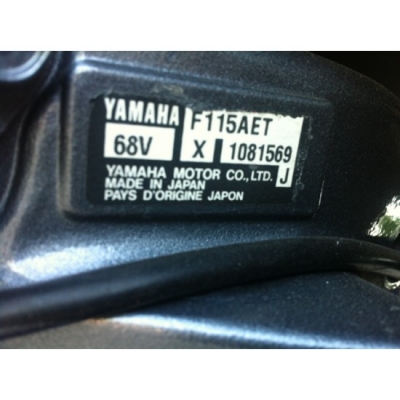 YAMAHA F115AET
68V X 1081569
YAMAHA MOTOR CO., LTD. J
MADE IN JAPAN
PAYS D'ORIGINE JAPON